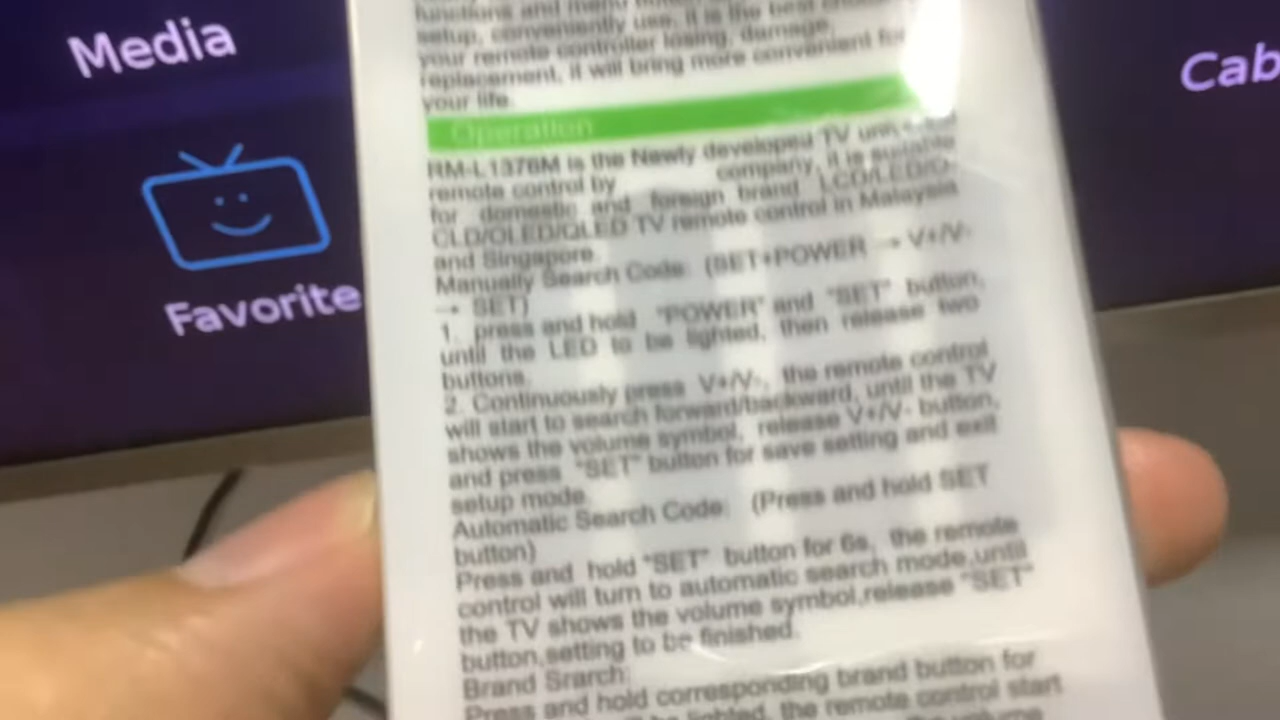 Media
Cab
Favorite
functions and menu
setup, conveniently use, it is the best
your remote controller losing, damage,
replacement, it will bring more convenient for
your life.
Operation
RM-L1376M is the Newly developed TV
remote control by company, it is suitable
for domestic and foreign brand LCD/LED/O-
CLD/OLED/QLED TV remote control in Malaysia
and Singapore.
Manually Search Code: (SET+POWER → V+/V-
→ SET)
1. press and hold "POWER" and "SET" button,
until the LED to be lighted, then release two
buttons.
2. Continuously press V+/V-, the remote control
will start to search forward/backward, until the TV
shows the volume symbol, release V+/V- button,
and press "SET" button for save setting and exit
setup mode.
Automatic Search Code: (Press and hold SET
button)
Press and hold "SET" button for 6s, the remote
control will turn to automatic search mode,until
the TV shows the volume symbol,release "SET"
button,setting to be finished.
Brand Srarch:
Press and hold corresponding brand button for
be lighted, the remote control start
the volume